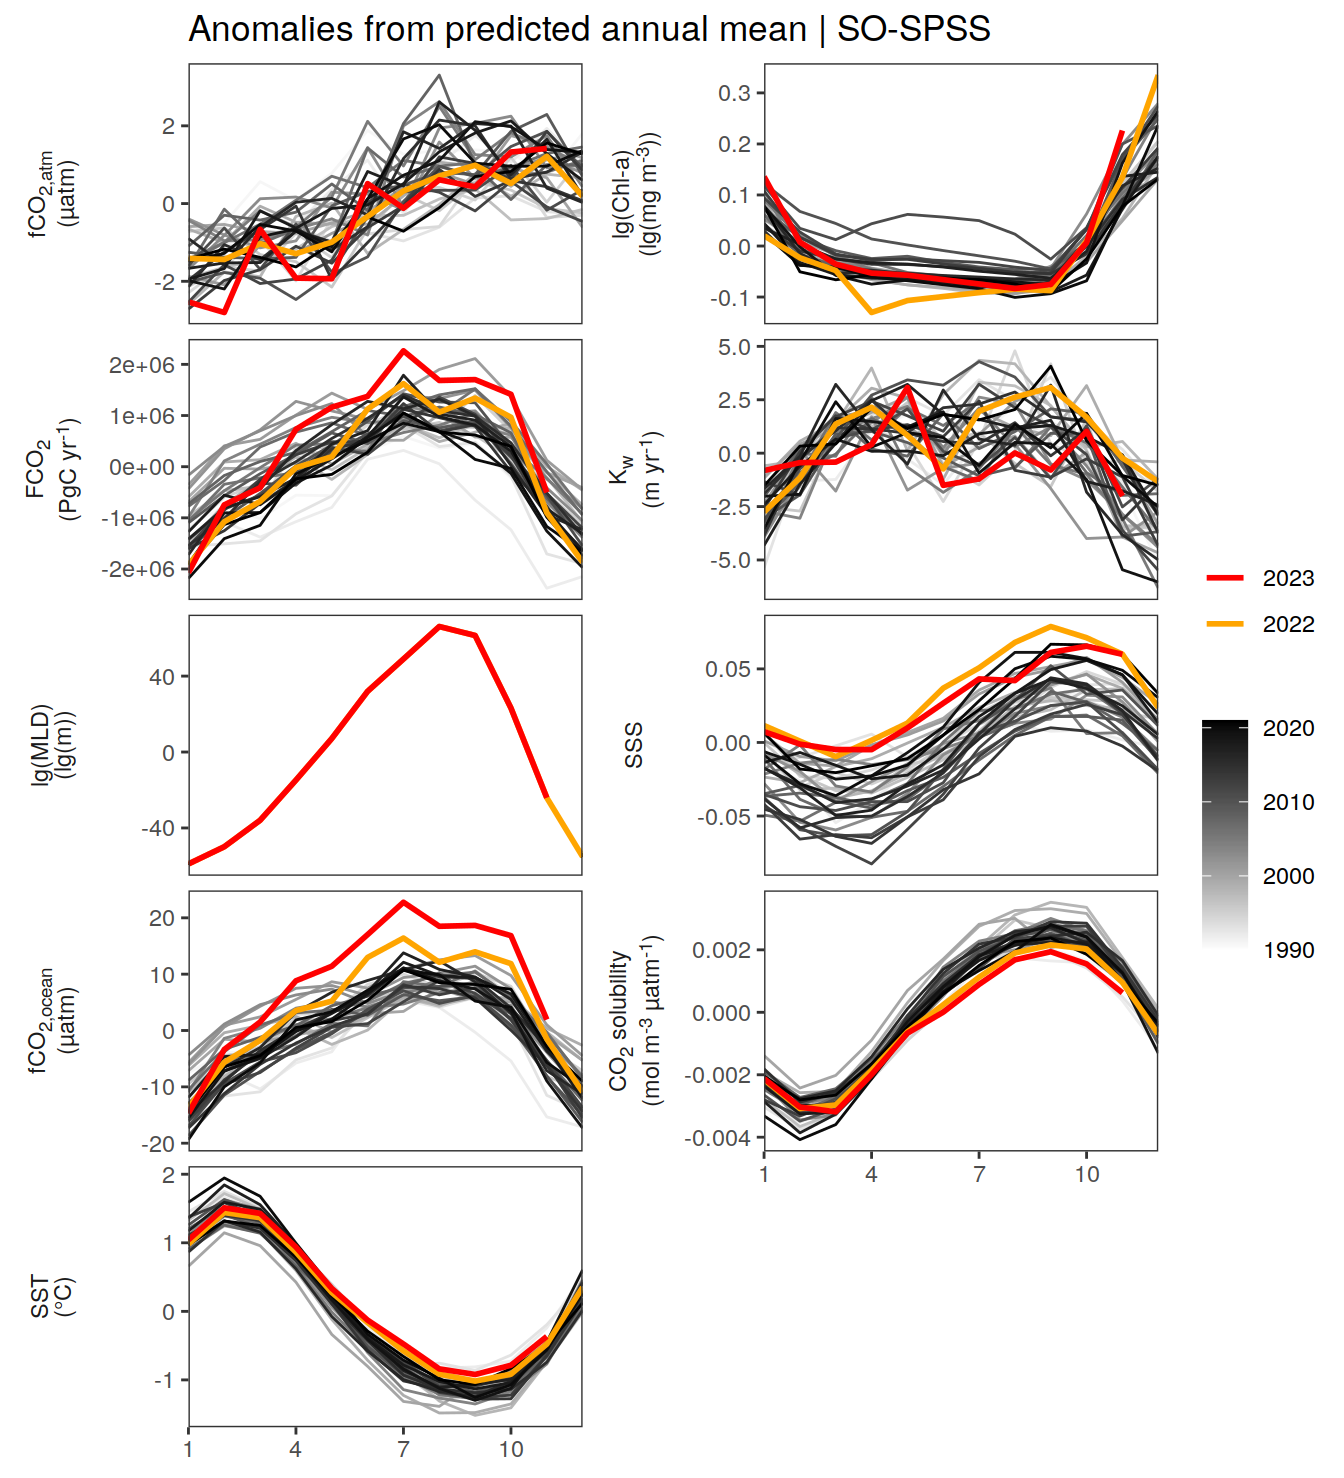 Anomalies from predicted annual mean | SO-SPSS
fCO2,atm
(µatm)
2
0
-2
lg(Chl-a)
(lg(mg m-3))
0.3
0.2
0.1
0.0
-0.1
FCO2
(PgC yr-1)
2e+06
1e+06
0e+00
-1e+06
-2e+06
Kw
(m yr-1)
5.0
2.5
0.0
-2.5
-5.0
lg(MLD)
(lg(m))
40
0
-40
SSS
0.05
0.00
-0.05
fCO2,ocean
(µatm)
20
10
0
-10
-20
CO2 solubility
(mol m-3 µatm-1)
0.002
0.000
-0.002
-0.004
1 4 7 10
SST
(°C)
2
1
0
-1
1 4 7 10
2023
2022
2020
2010
2000
1990